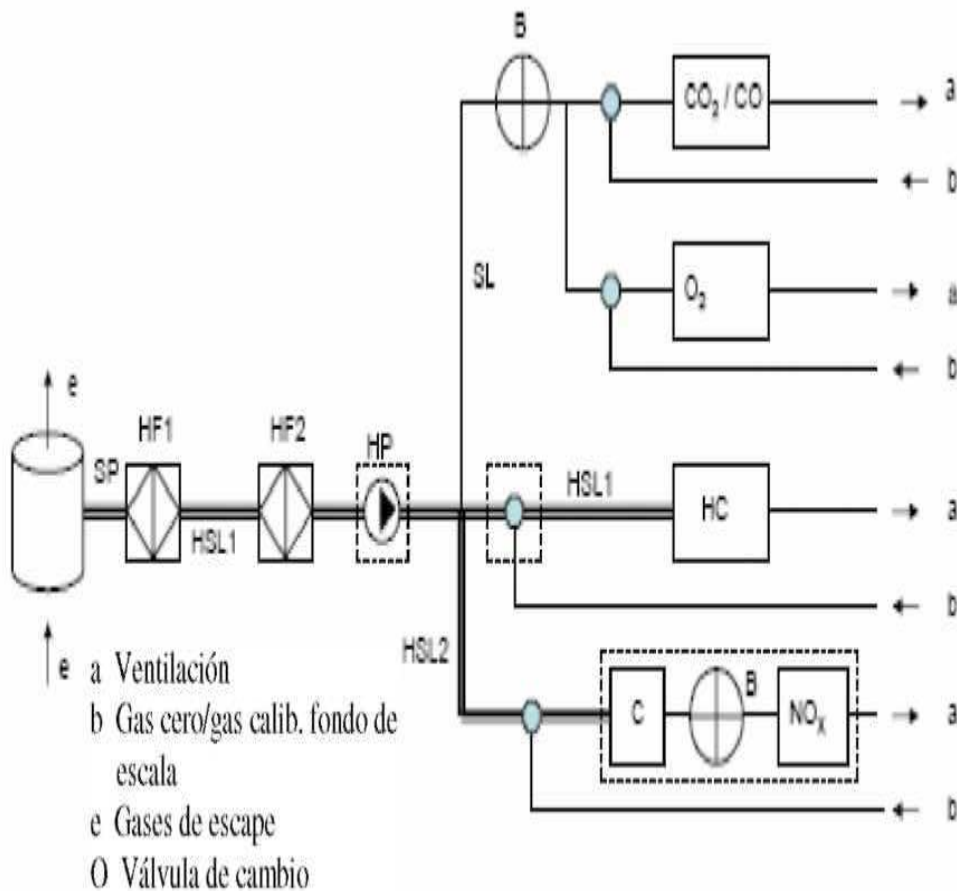 B
CO₂ / CO
a
b
SL
O₂
a
b
e
HF1
HF2
HP
SP
HSL1
HSL1
HC
a
b
HSL2
e
C
B
NOₓ
a
b
a Ventilación
b Gas cero/gas calib. fondo de
escala
e Gases de escape
O Válvula de cambio